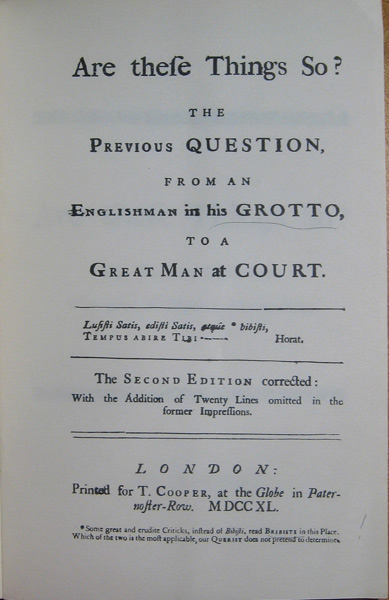 Are theſe Things So?
THE
PREVIOUS QUESTION,
FROM AN
ENGLISHMAN in his GROTTO,
TO A
GREAT MAN at COURT.
Luſiſti Satis, ediſti Satis, atque * bibiſti,
TEMPUS ABIRE TIBI ——— Horat.
The SECOND EDITION corrected:
With the Addition of Twenty Lines omitted in the
former Impreſſions.
LONDON:
Printed for T. COOPER, at the Globe in Pater-
noſter-Row. MDCCXL.
* Some great and erudite Criticks, inſtead of Bibiſti, read BRIBISTI in this Place.
Which of the two is the moſt applicable, our QUERIST does not pretend to determine.